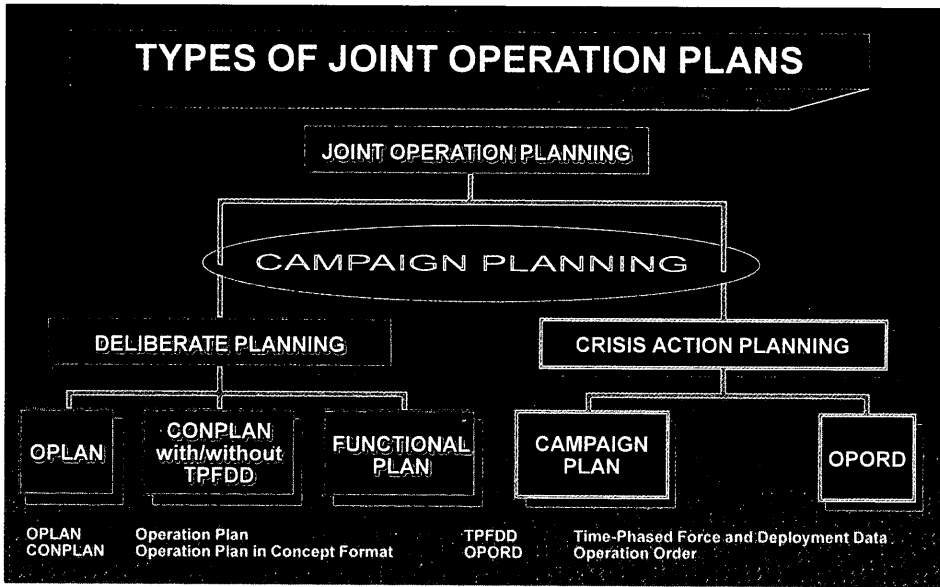 TYPES OF JOINT OPERATION PLANS
JOINT OPERATION PLANNING
CAMPAIGN PLANNING
DELIBERATE PLANNING
CRISIS ACTION PLANNING
OPLAN
CONPLAN
with/without
TPFDD
FUNCTIONAL
PLAN
CAMPAIGN
PLAN
OPORD
OPLAN Operation Plan
CONPLAN Operation Plan in Concept Format
TPFDD Time-Phased Force and Deployment Data
OPORD Operation Order